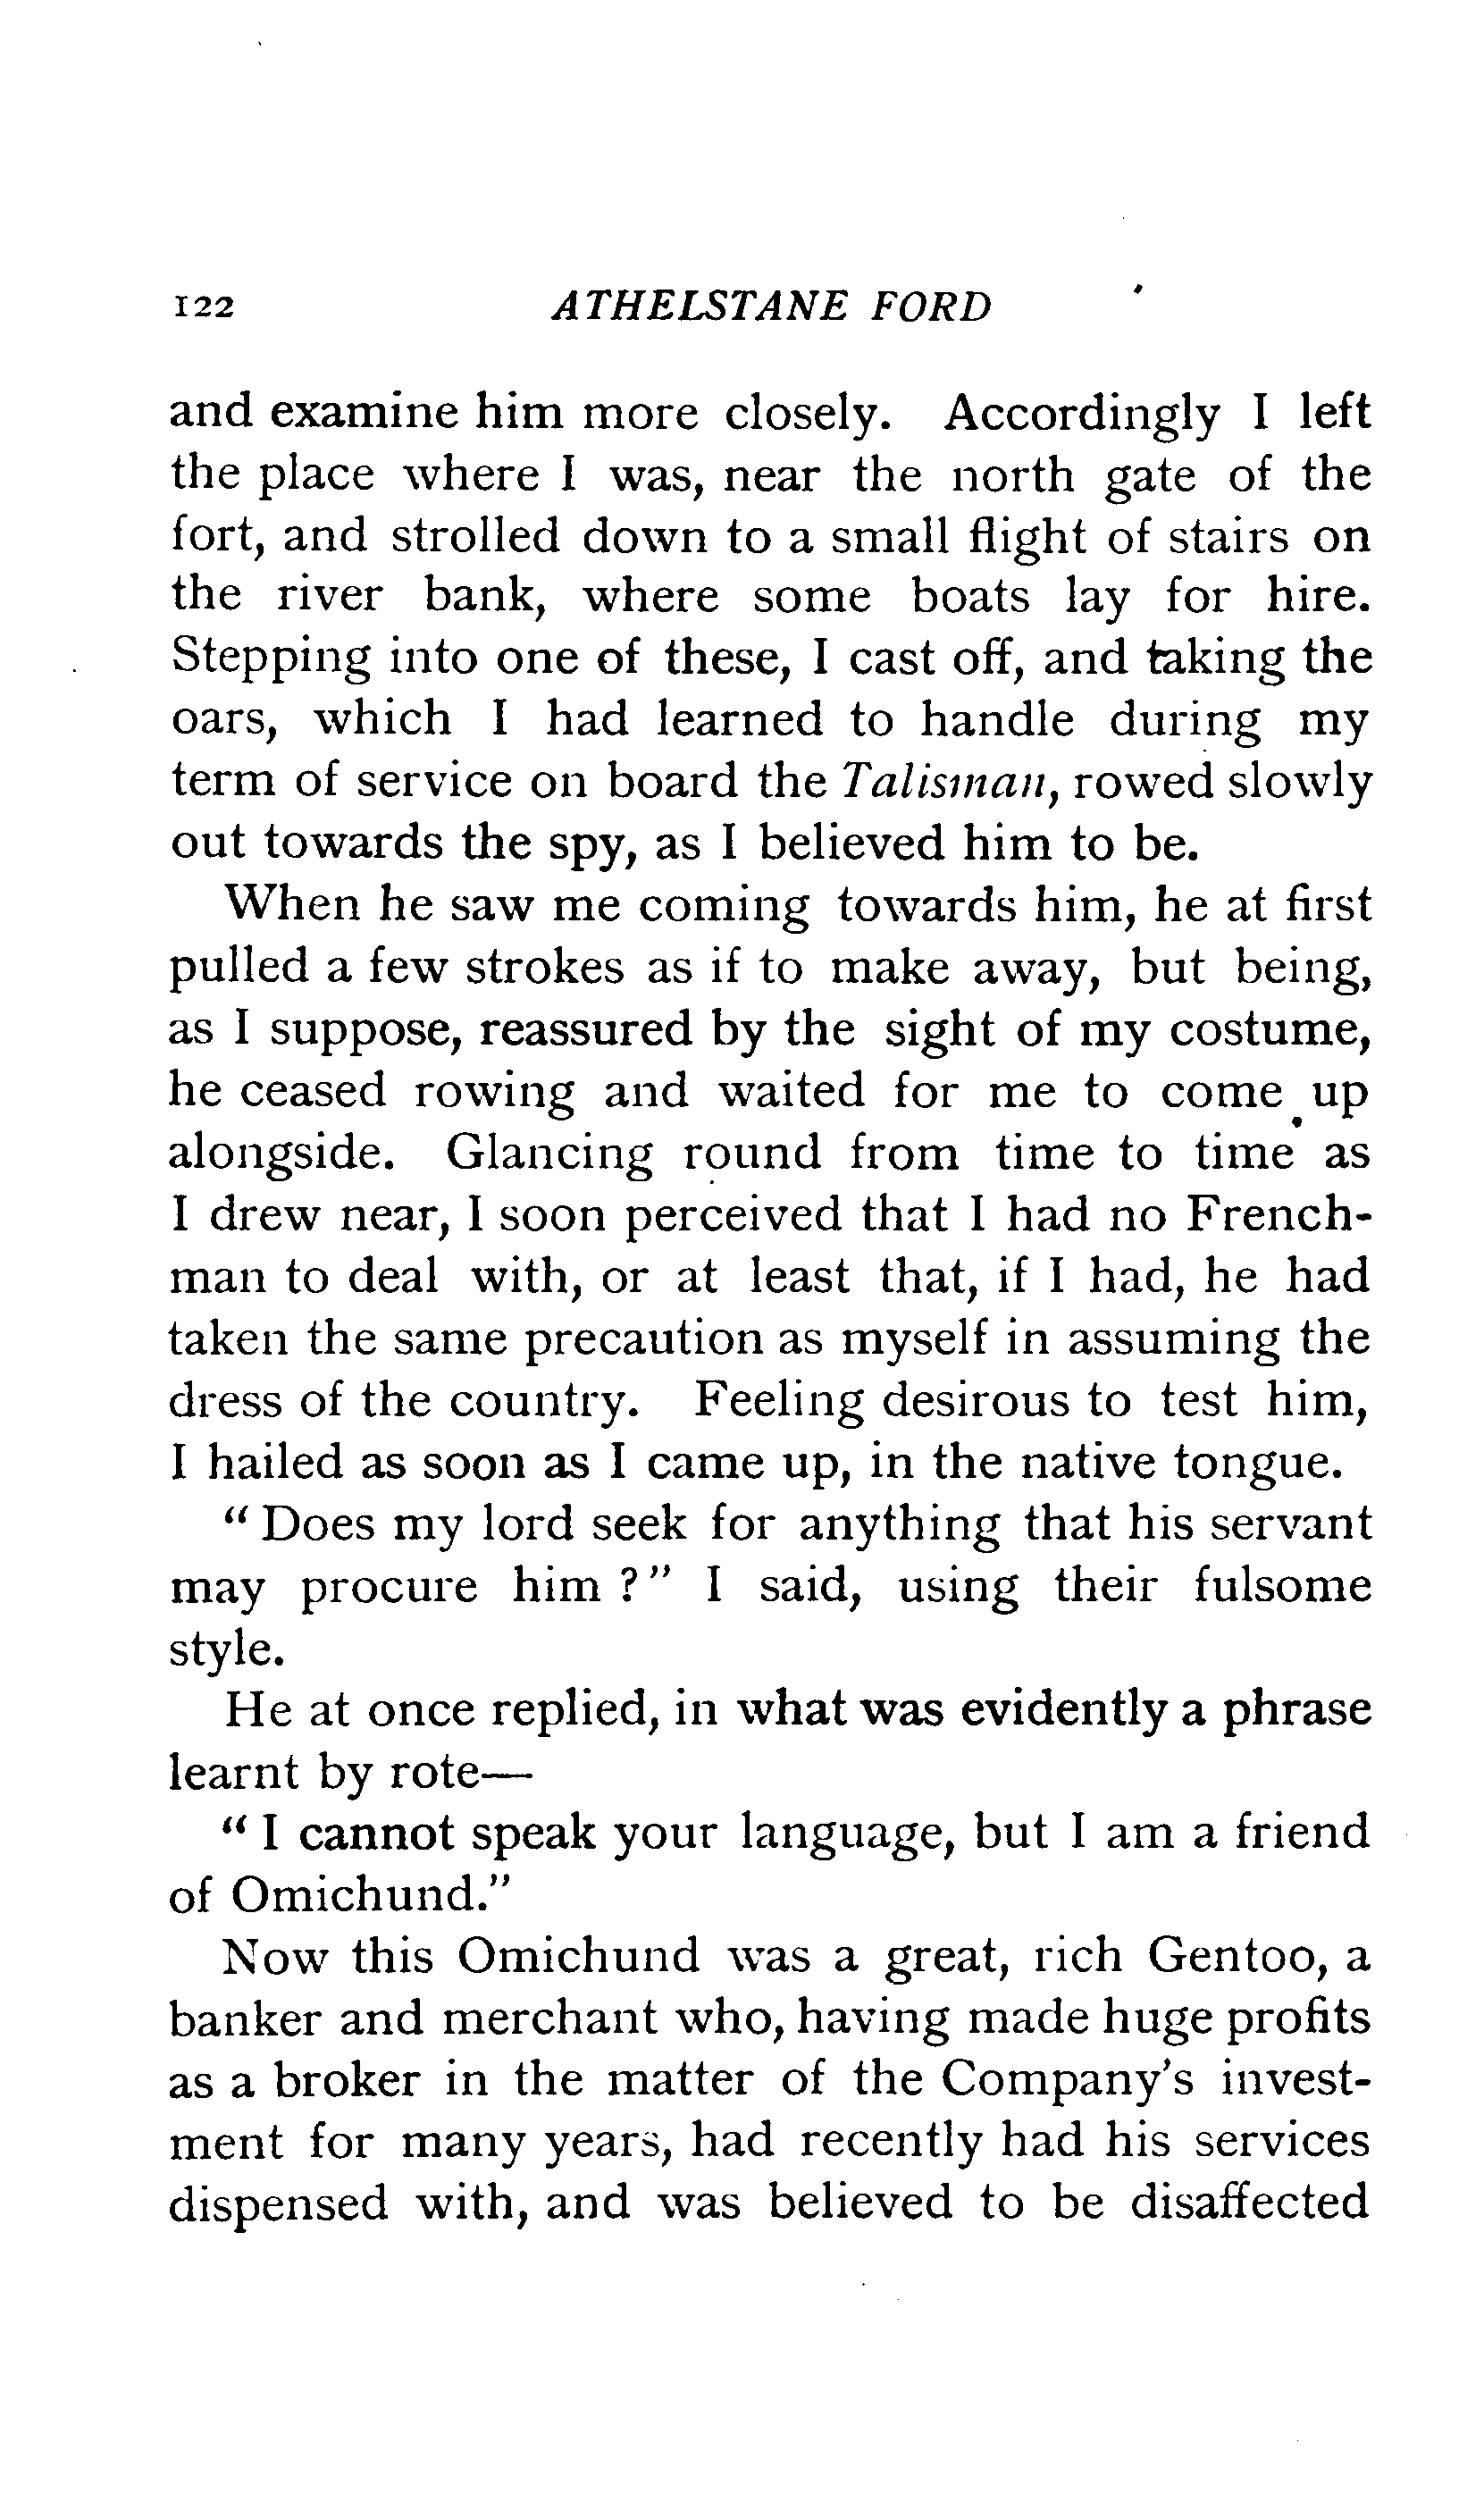 122 ATHELSTANE FORD
and examine him more closely. Accordingly I left
the place where I was, near the north gate of the
fort, and strolled down to a small flight of stairs on
the river bank, where some boats lay for hire.
Stepping into one of these, I cast off, and taking the
oars, which I had learned to handle during my
term of service on board the Talisman, rowed slowly
out towards the spy, as I believed him to be.
When he saw me coming towards him, he at first
pulled a few strokes as if to make away, but being,
as I suppose, reassured by the sight of my costume,
he ceased rowing and waited for me to come up
alongside. Glancing round from time to time as
I drew near, I soon perceived that I had no French-
man to deal with, or at least that, if I had, he had
taken the same precaution as myself in assuming the
dress of the country. Feeling desirous to test him,
I hailed as soon as I came up, in the native tongue.
"Does my lord seek for anything that his servant
may procure him?" I said, using their fulsome
style.
He at once replied, in what was evidently a phrase
learnt by rote—
"I cannot speak your language, but I am a friend
of Omichund."
Now this Omichund was a great, rich Gentoo, a
banker and merchant who, having made huge profits
as a broker in the matter of the Company's invest-
ment for many years, had recently had his services
dispensed with, and was believed to be disaffected